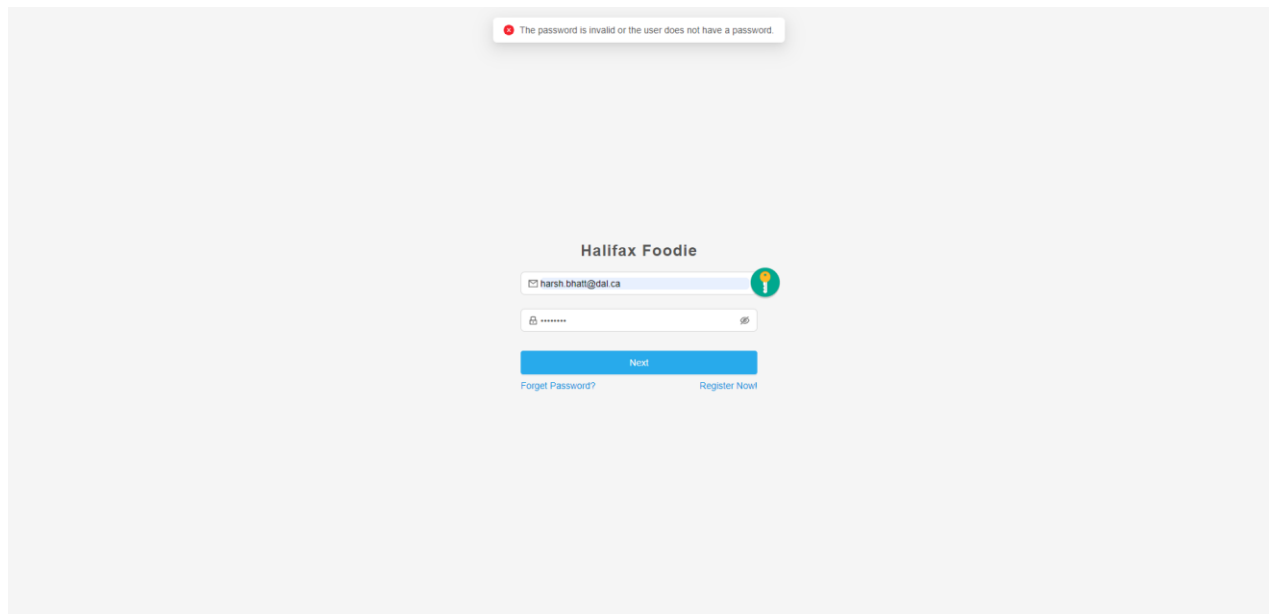 The password is invalid or the user does not have a password.
Halifax Foodie
harsh.bhatt@dal.ca
••••••••
Next
Forget Password? Register Now!